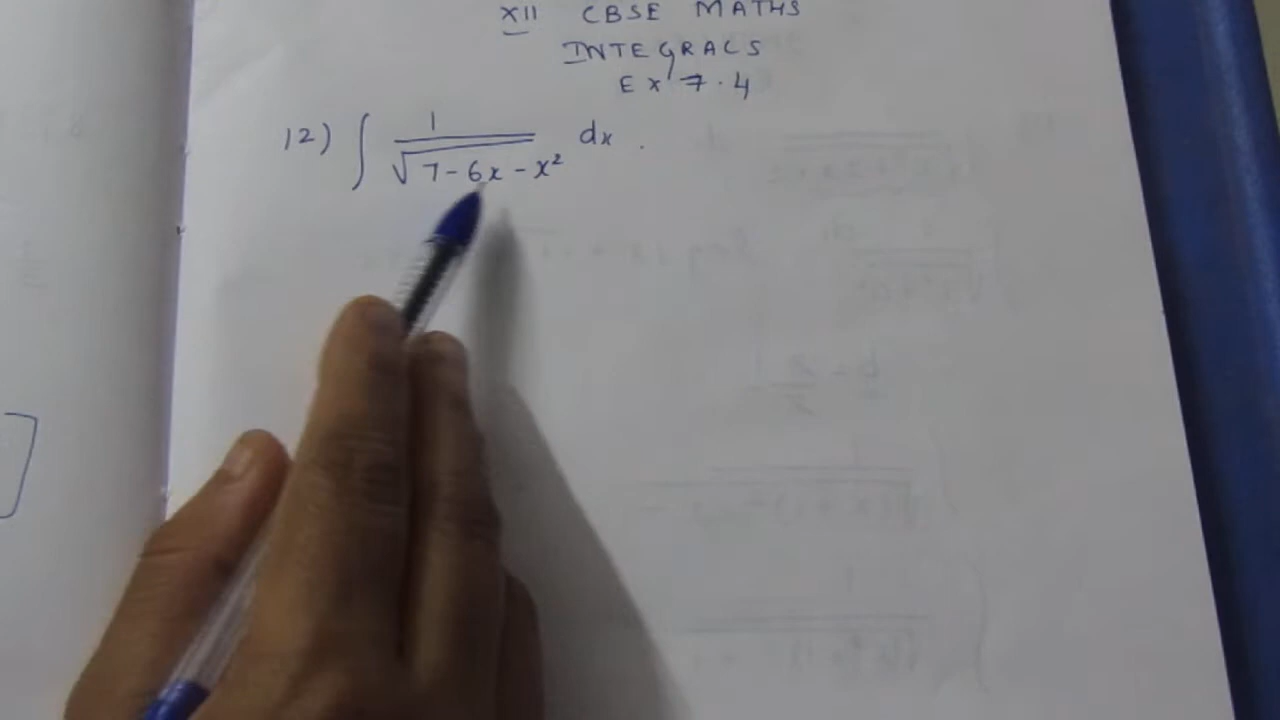 XII CBSE MATHS
INTEGRALS
Ex 7.4
12) ∫ 1/√(7-6x-x²) dx.